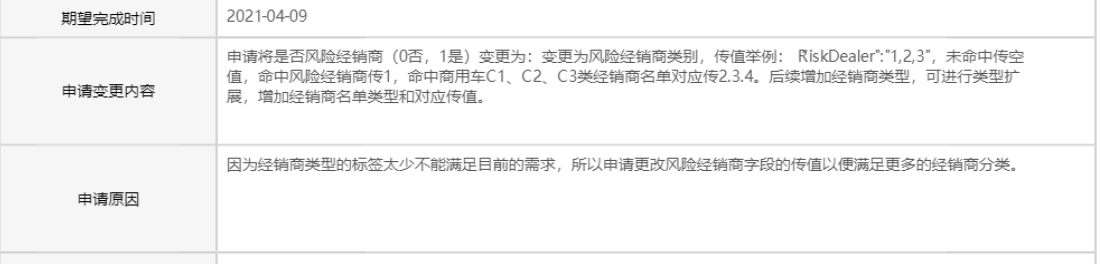 期望完成时间
2021-04-09
申请变更内容
申请将是否风险经销商（0否，1是）变更为：变更为风险经销商类别，传值举例： RiskDealer":"1,2,3"，未命中传空
值，命中风险经销商传1，命中商用车C1、C2、C3类经销商名单对应传2.3.4。后续增加经销商类型，可进行类型扩
展，增加经销商名单类型和对应传值。
申请原因
因为经销商类型的标签太少不能满足目前的需求，所以申请更改风险经销商字段的传值以便满足更多的经销商分类。